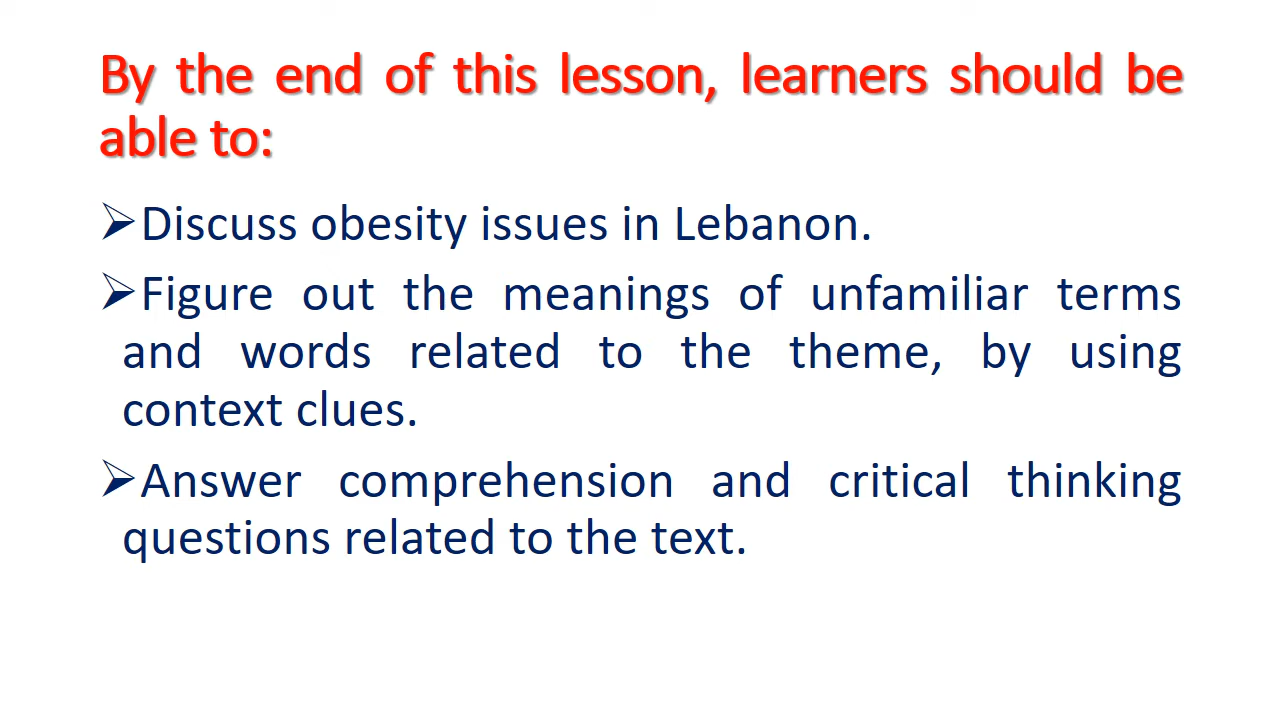 By the end of this lesson, learners should be
able to:
➢Discuss obesity issues in Lebanon.
➢Figure out the meanings of unfamiliar terms
and words related to the theme, by using
context clues.
➢Answer comprehension and critical thinking
questions related to the text.